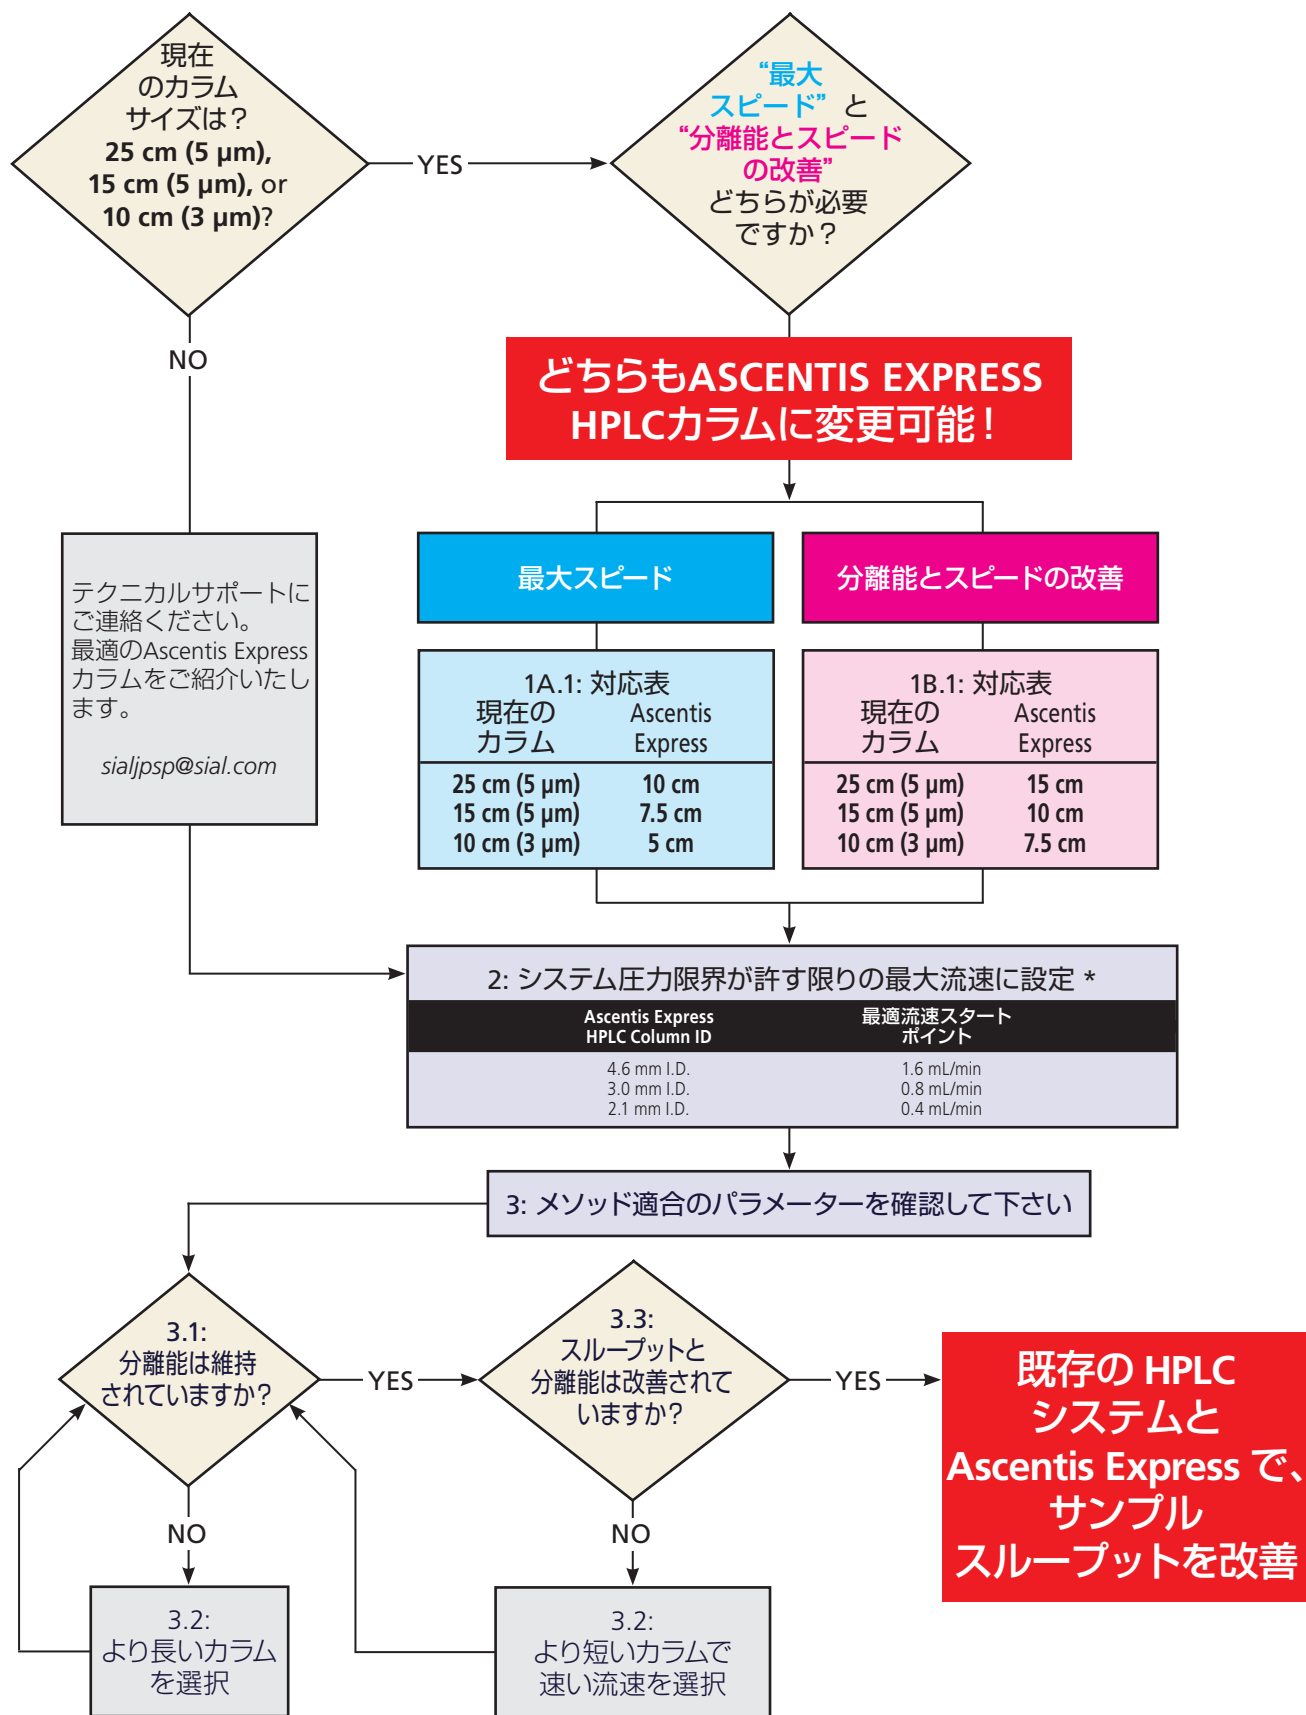 現在
のカラム
サイズは？
25 cm (5 µm),
15 cm (5 µm), or
10 cm (3 µm)?
YES
“最大
スピード” と
“分離能とスピード
の改善”
どちらが必要
ですか？
NO
どちらもASCENTIS EXPRESS
HPLCカラムに変更可能！
テクニカルサポートに
ご連絡ください。
最適のAscentis Express
カラムをご紹介いたし
ます。
sialjpsp@sial.com
最大スピード
分離能とスピードの改善
1A.1: 対応表
現在の Ascentis
カラム Express
25 cm (5 µm) 10 cm
15 cm (5 µm) 7.5 cm
10 cm (3 µm) 5 cm
1B.1: 対応表
現在の Ascentis
カラム Express
25 cm (5 µm) 15 cm
15 cm (5 µm) 10 cm
10 cm (3 µm) 7.5 cm
2: システム圧力限界が許す限りの最大流速に設定 *
Ascentis Express 最適流速スタート
HPLC Column ID ポイント
4.6 mm I.D. 1.6 mL/min
3.0 mm I.D. 0.8 mL/min
2.1 mm I.D. 0.4 mL/min
3: メソッド適合のパラメーターを確認して下さい
3.1:
分離能は維持
されていますか？
YES
3.3:
スループットと
分離能は改善されて
いますか？
YES
既存の HPLC
システムと
Ascentis Express で、
サンプル
スループットを改善
NO
NO
3.2:
より長いカラム
を選択
3.2:
より短いカラムで
速い流速を選択